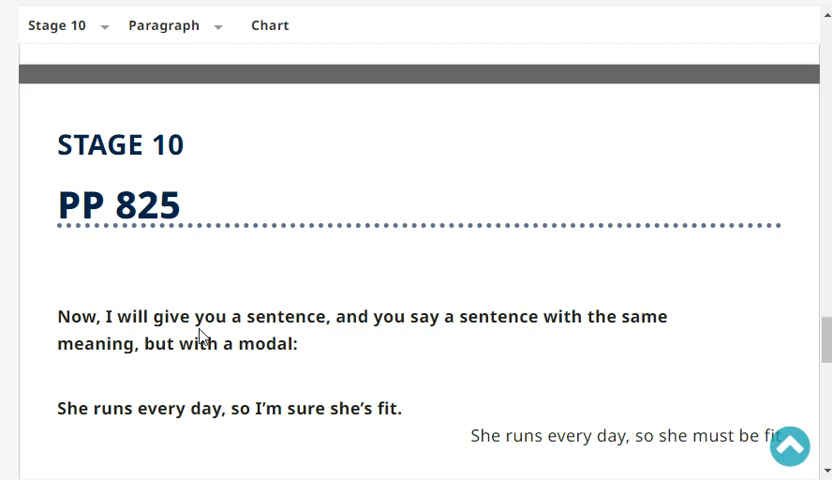 Stage 10 Paragraph Chart
STAGE 10
PP 825
Now, I will give you a sentence, and you say a sentence with the same
meaning, but with a modal:
She runs every day, so I'm sure she's fit.
She runs every day, so she must be fit